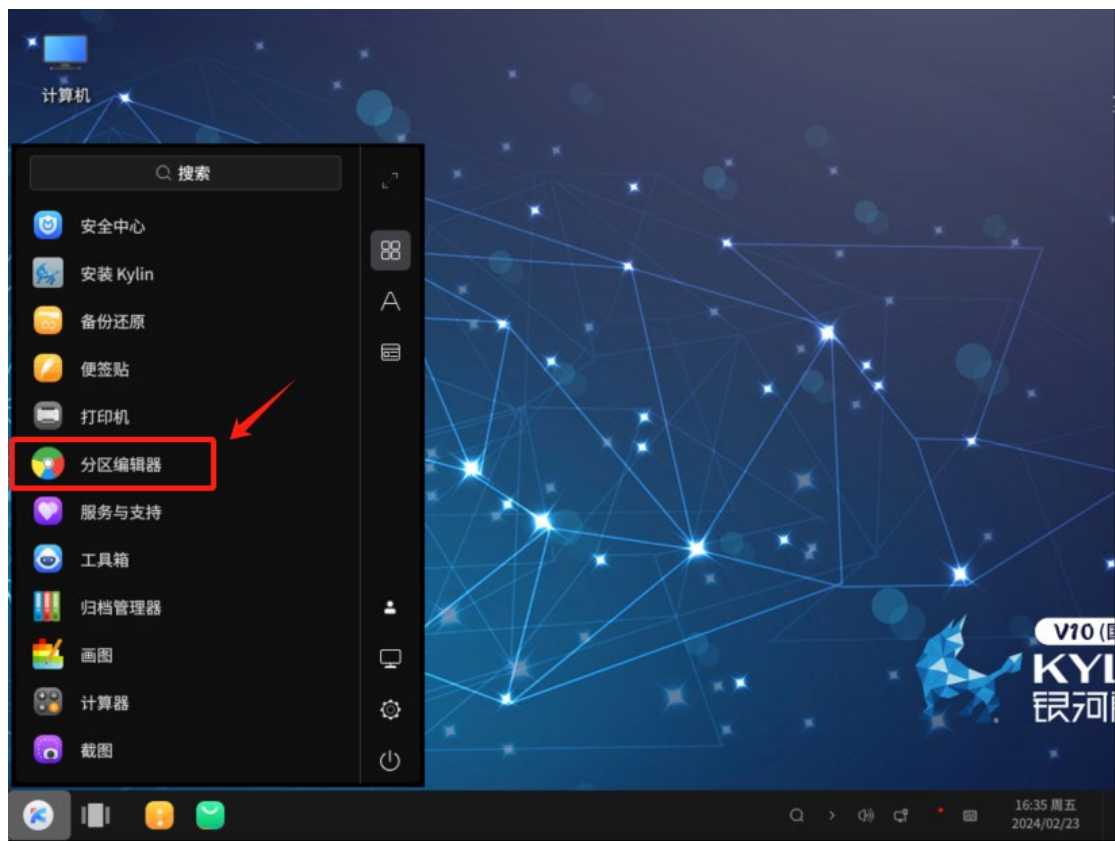 计算机
搜索
安全中心
安装 Kylin
备份还原
便签贴
打印机
分区编辑器
服务与支持
工具箱
归档管理器
画图
计算器
截图
V10 (
KYL
银河
16:35 周五
2024/02/23